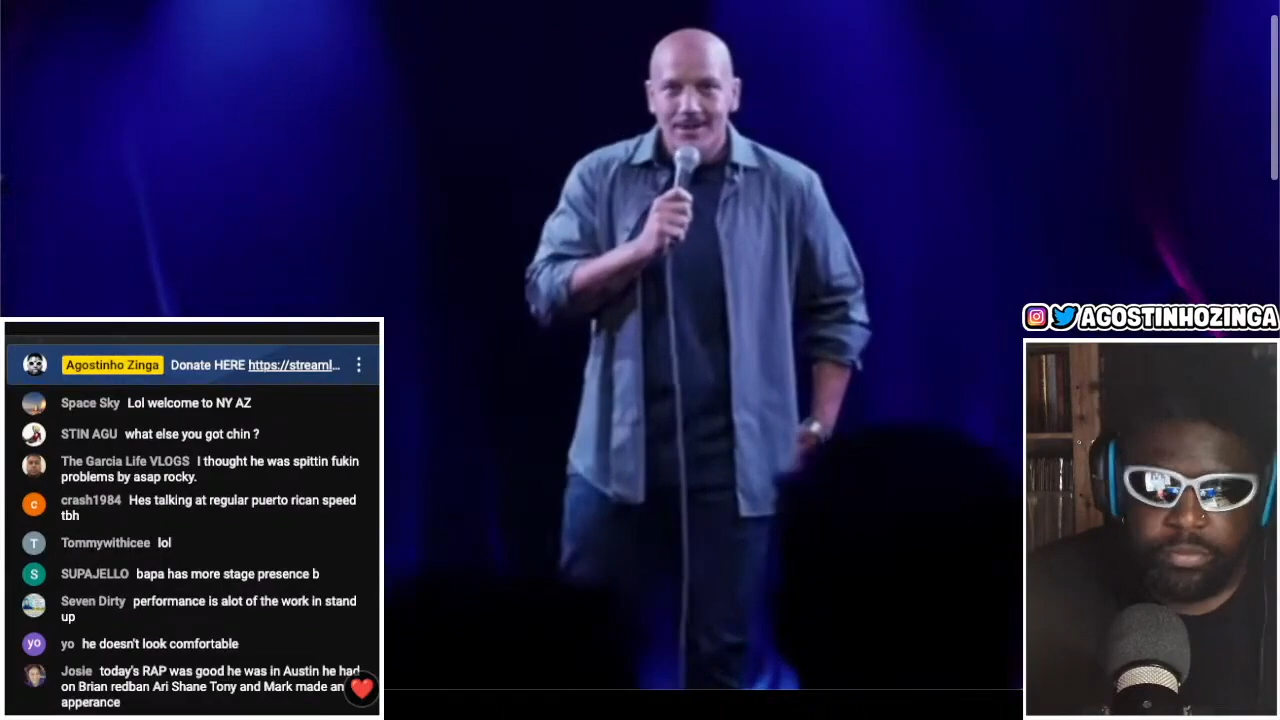 AGOSTINHOZINGA
Agostinho Zinga Donate HERE https://streaml...
Space Sky Lol welcome to NY AZ
STIN AGU what else you got chin ?
The Garcia Life VLOGS I thought he was spittin fukin
problems by asap rocky.
c crash1984 Hes talking at regular puerto rican speed
tbh
T Tommywithicee lol
S SUPAJELLO bapa has more stage presence b
Seven Dirty performance is alot of the work in stand
up
yo yo he doesn't look comfortable
Josie today's RAP was good he was in Austin he had
on Brian redban Ari Shane Tony and Mark made an
apperance